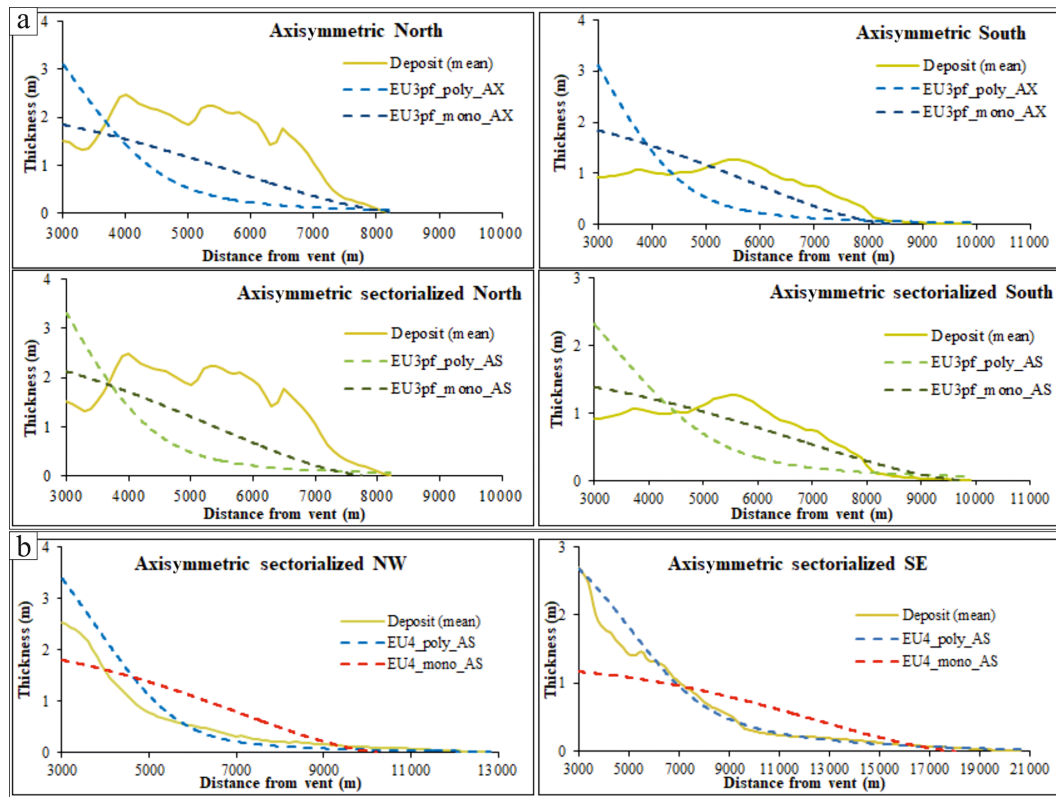 a
Axisymmetric North
Deposit (mean)
EU3pf_poly_AX
EU3pf_mono_AX
Thickness (m)
4
3
2
1
0
3000 4000 5000 6000 7000 8000 9000 10000
Distance from vent (m)
Axisymmetric South
Deposit (mean)
EU3pf_poly_AX
EU3pf_mono_AX
Thickness (m)
4
3
2
1
0
3000 4000 5000 6000 7000 8000 9000 10000 11000
Distance from vent (m)
Axisymmetric sectorialized North
Deposit (mean)
EU3pf_poly_AS
EU3pf_mono_AS
Thickness (m)
4
3
2
1
0
3000 4000 5000 6000 7000 8000 9000 10000
Distance from vent (m)
Axisymmetric sectorialized South
Deposit (mean)
EU3pf_poly_AS
EU3pf_mono_AS
Thickness (m)
3
2
1
0
3000 4000 5000 6000 7000 8000 9000 10000 11000
Distance from vent (m)
b
Axisymmetric sectorialized NW
Deposit (mean)
EU4_poly_AS
EU4_mono_AS
Thickness (m)
4
3
2
1
0
3000 5000 7000 9000 11000 13000
Distance from vent (m)
Axisymmetric sectorialized SE
Deposit (mean)
EU4_poly_AS
EU4_mono_AS
Thickness (m)
3
2
1
0
3000 5000 7000 9000 11000 13000 15000 17000 19000 21000
Distance from vent (m)